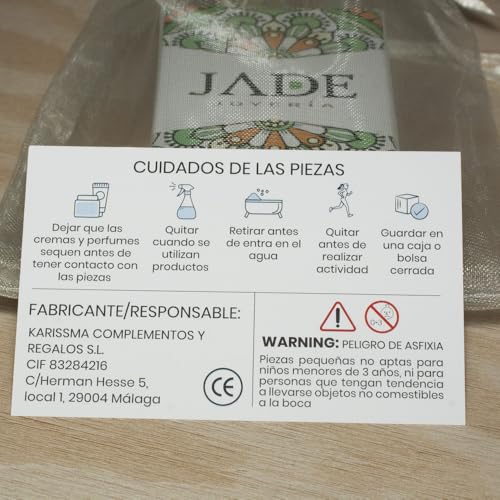 JADE
JOYERÍA
CUIDADOS DE LAS PIEZAS
Dejar que las
cremas y perfumes
sequen antes de
tener contacto con
las piezas
Quitar
cuando se
utilizan
productos
Retirar antes
de entra en el
agua
Quitar
antes de
realizar
actividad
Guardar en
una caja o
bolsa
cerrada
FABRICANTE/RESPONSABLE:
KARISSMA COMPLEMENTOS Y
REGALOS S.L.
CIF 83284216
C/Herman Hesse 5,
local 1, 29004 Málaga
CE
0-3
WARNING: PELIGRO DE ASFIXIA
Piezas pequeñas no aptas para
niños menores de 3 años, ni para
personas que tengan tendencia
a llevarse objetos no comestibles
a la boca